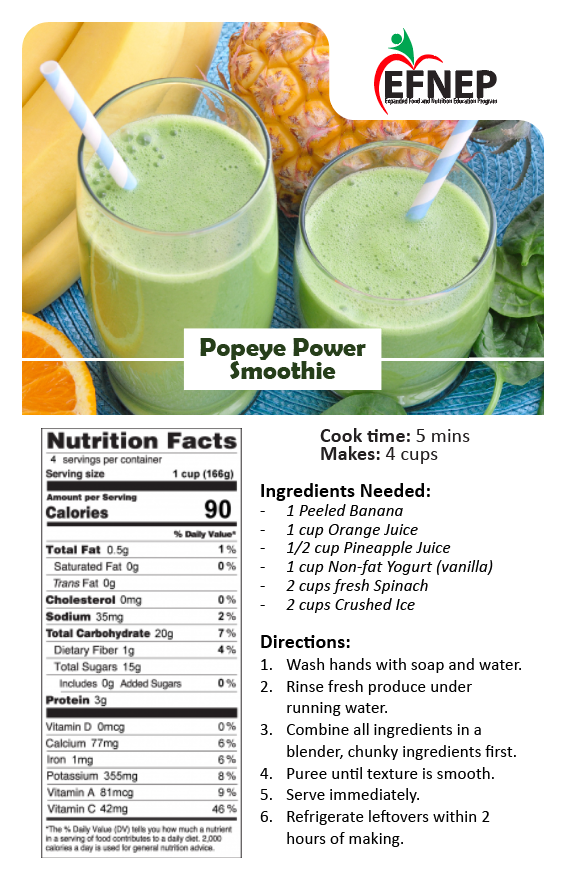 EFNEP
Expanded Food and Nutrition Education Program
Popeye Power
Smoothie
Nutrition Facts
4 servings per container
Serving size 1 cup (166g)
Amount per Serving
Calories 90
% Daily Value*
Total Fat 0.5g 1%
Saturated Fat 0g 0%
Trans Fat 0g
Cholesterol 0mg 0%
Sodium 35mg 2%
Total Carbohydrate 20g 7%
Dietary Fiber 1g 4%
Total Sugars 15g
Includes 0g Added Sugars 0%
Protein 3g
Vitamin D 0mcg 0%
Calcium 77mg 6%
Iron 1mg 6%
Potassium 355mg 8%
Vitamin A 81mcg 9%
Vitamin C 42mg 46%
*The % Daily Value (DV) tells you how much a nutrient
in a serving of food contributes to a daily diet. 2,000
calories a day is used for general nutrition advice.
Cook time: 5 mins
Makes: 4 cups
Ingredients Needed:
- 1 Peeled Banana
- 1 cup Orange Juice
- 1/2 cup Pineapple Juice
- 1 cup Non-fat Yogurt (vanilla)
- 2 cups fresh Spinach
- 2 cups Crushed Ice
Directions:
1. Wash hands with soap and water.
2. Rinse fresh produce under
running water.
3. Combine all ingredients in a
blender, chunky ingredients first.
4. Puree until texture is smooth.
5. Serve immediately.
6. Refrigerate leftovers within 2
hours of making.